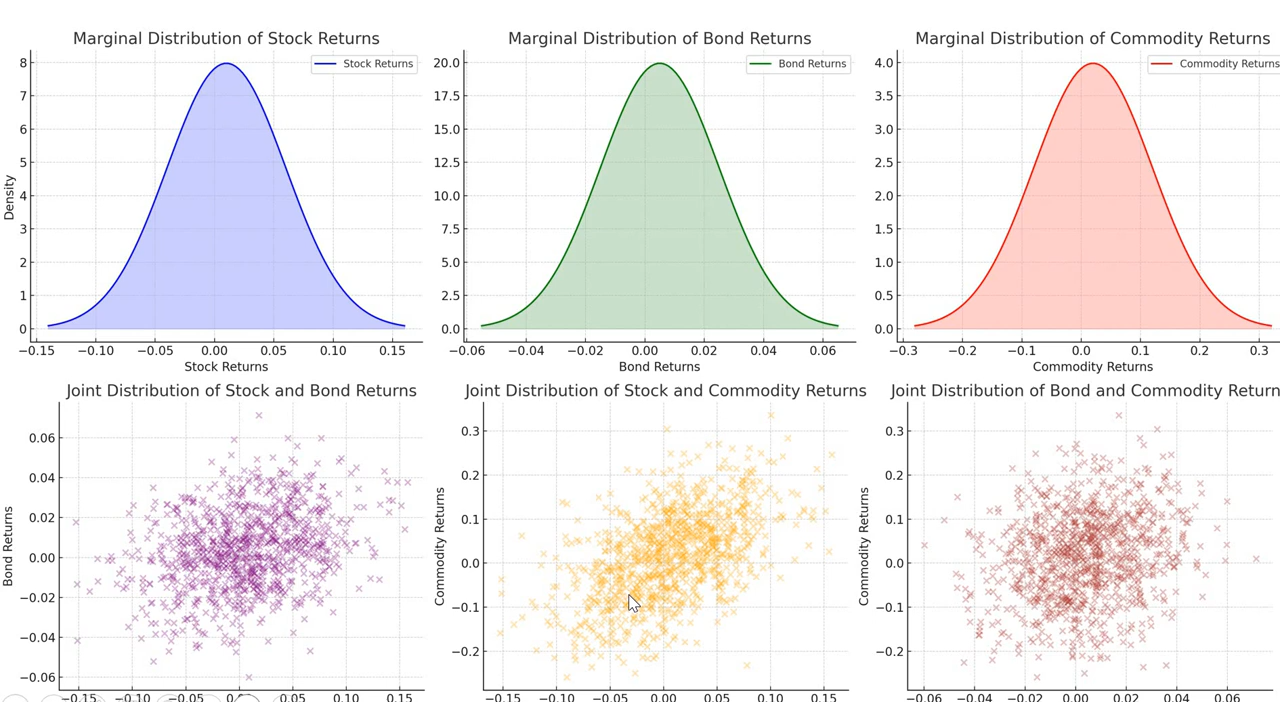 Marginal Distribution of Stock Returns
Stock Returns
8
7
6
5
4
3
2
1
0
Density
−0.15 −0.10 −0.05 0.00 0.05 0.10 0.15
Stock Returns
Marginal Distribution of Bond Returns
Bond Returns
20.0
17.5
15.0
12.5
10.0
7.5
5.0
2.5
0.0
−0.06 −0.04 −0.02 0.00 0.02 0.04 0.06
Bond Returns
Marginal Distribution of Commodity Returns
Commodity Returns
4.0
3.5
3.0
2.5
2.0
1.5
1.0
0.5
0.0
−0.3 −0.2 −0.1 0.0 0.1 0.2 0.3
Commodity Returns
Joint Distribution of Stock and Bond Returns
0.06
0.04
0.02
0.00
−0.02
−0.04
−0.06
Bond Returns
−0.15 −0.10 −0.05 0.00 0.05 0.10 0.15
Joint Distribution of Stock and Commodity Returns
0.3
0.2
0.1
0.0
−0.1
−0.2
Commodity Returns
−0.15 −0.10 −0.05 0.00 0.05 0.10 0.15
Joint Distribution of Bond and Commodity Return
0.3
0.2
0.1
0.0
−0.1
−0.2
Commodity Returns
−0.06 −0.04 −0.02 0.00 0.02 0.04 0.06